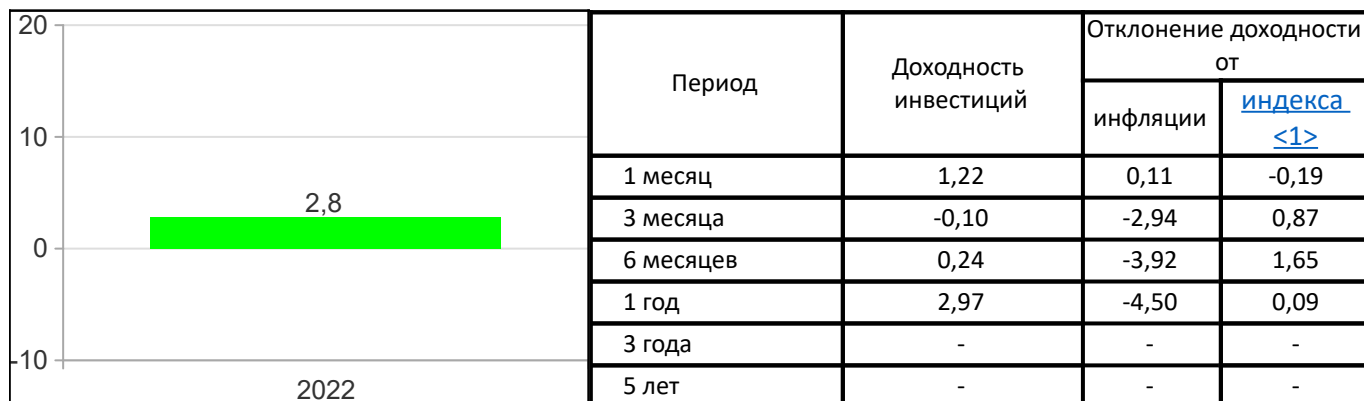 20
10
0
-10
2,8
2022
Период
Доходность
инвестиций
Отклонение доходности
от
инфляции
индекса
<1>
1 месяц 1,22 0,11 -0,19
3 месяца -0,10 -2,94 0,87
6 месяцев 0,24 -3,92 1,65
1 год 2,97 -4,50 0,09
3 года - - -
5 лет - - -